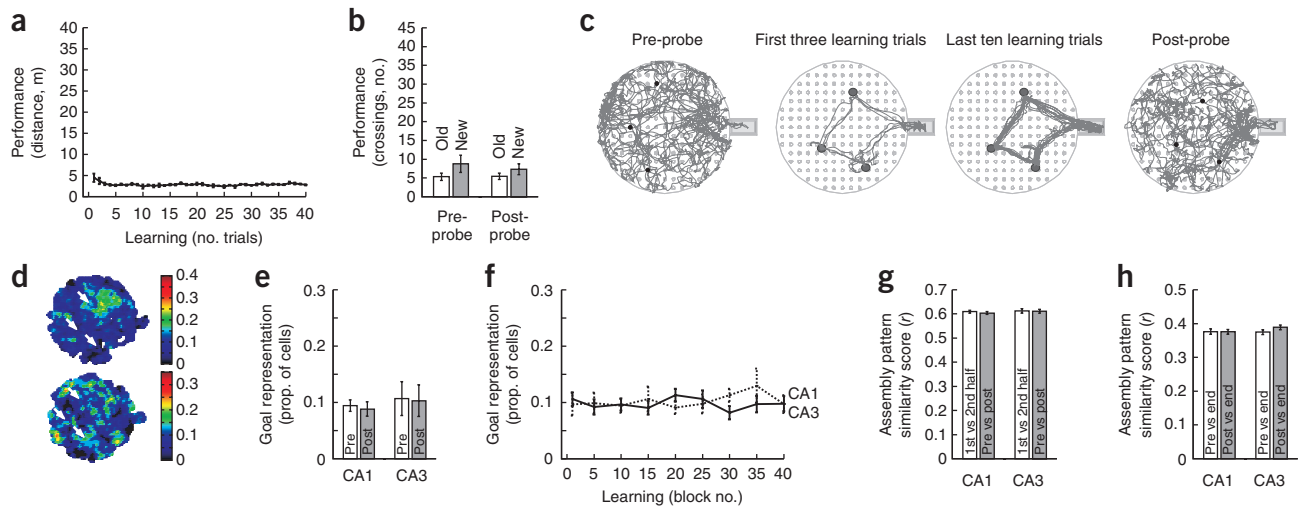 a
Performance
(distance, m)
40
35
30
25
20
15
10
5
0
0 5 10 15 20 25 30 35 40
Learning (no. trials)
b
Performance
(crossings, no.)
45
40
35
30
25
20
15
10
5
0
Old
New
Pre-
probe
Post-
probe
c
Pre-probe
First three learning trials
Last ten learning trials
Post-probe
d
0.4
0.3
0.2
0.1
0
0.3
0.2
0.1
0
e
Goal representation
(prop. of cells)
0.3
0.2
0.1
0
Pre
Post
Pre
Post
CA1 CA3
f
Goal representation
(prop. of cells)
0.3
0.2
0.1
0
CA1
CA3
0 5 10 15 20 25 30 35 40
Learning (block no.)
g
Assembly pattern
similarity score (r)
0.7
0.6
0.5
0.4
0.3
0.2
0.1
0
1st vs 2nd half
Pre vs post
1st vs 2nd half
Pre vs post
CA1 CA3
h
Assembly pattern
similarity score (r)
0.5
0.4
0.3
0.2
0.1
0
Pre vs end
Post vs end
Pre vs end
Post vs end
CA1 CA3